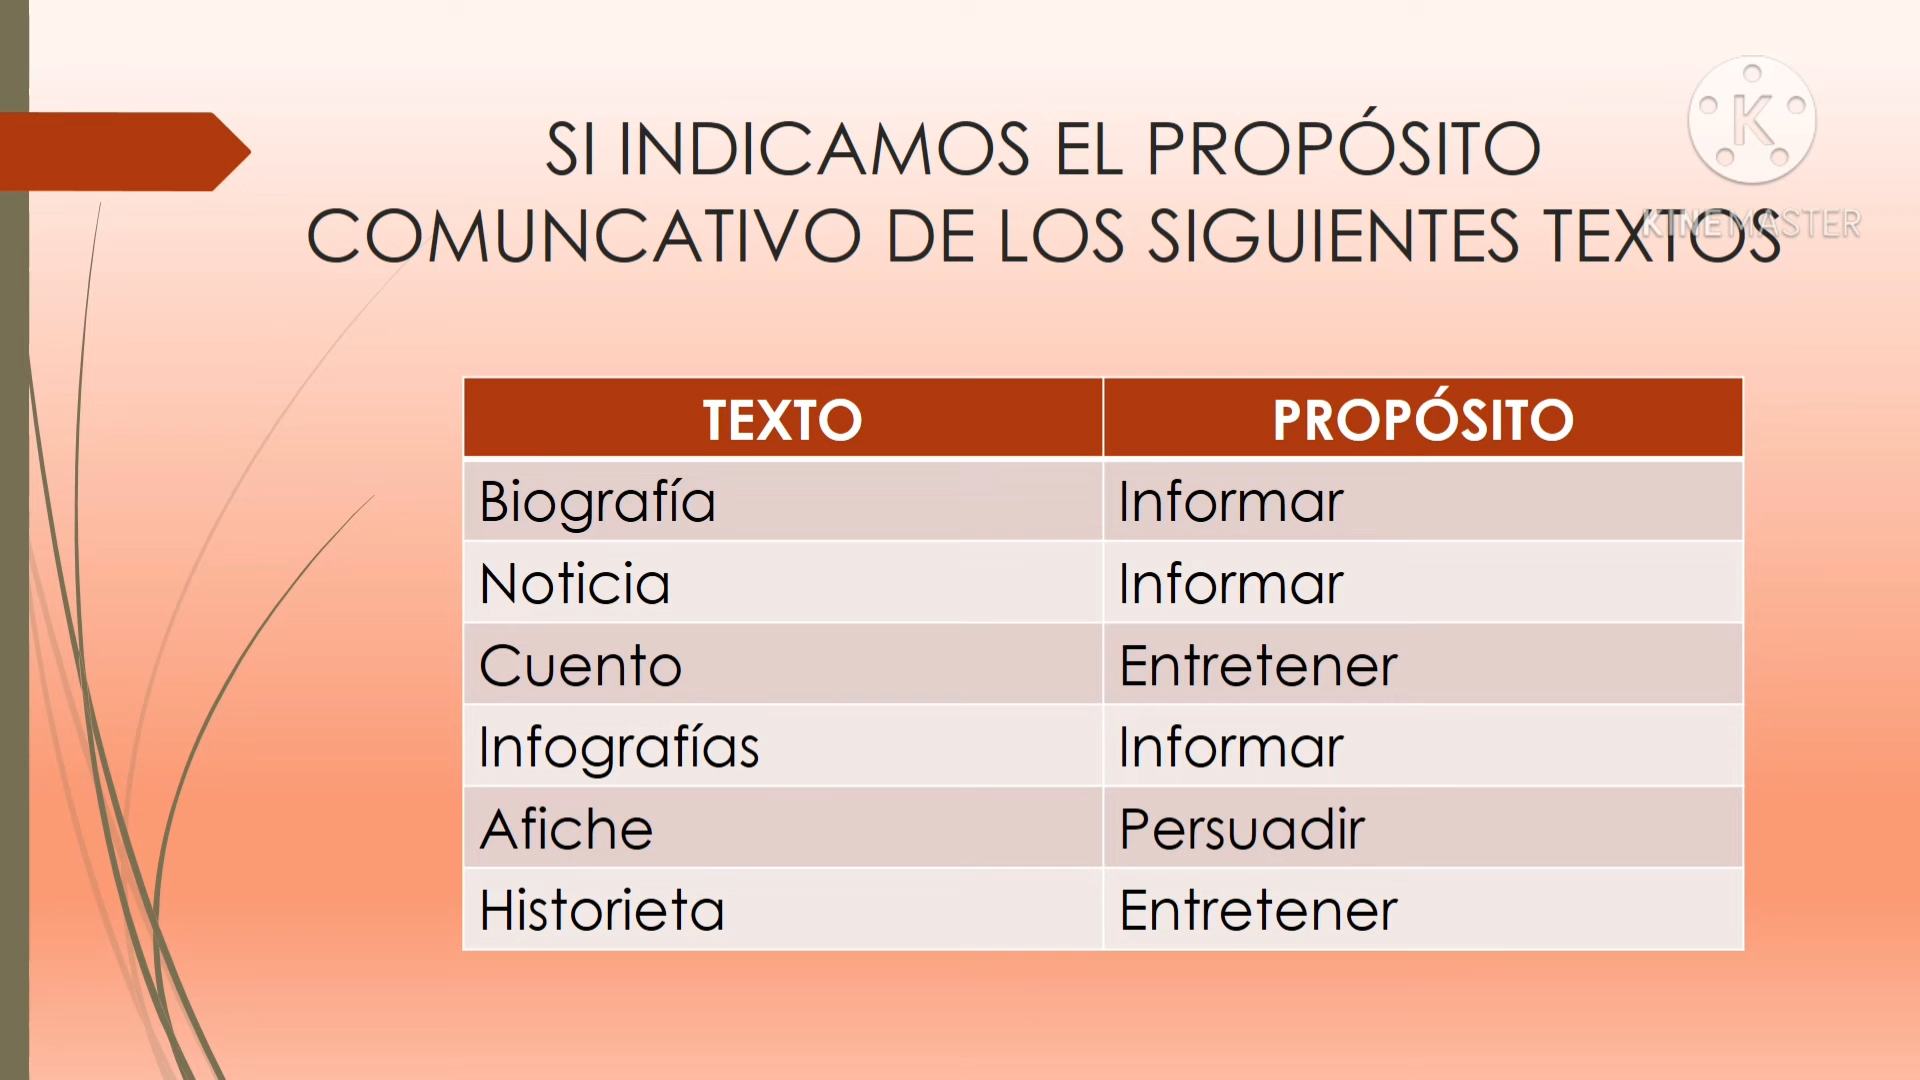 SI INDICAMOS EL PROPÓSITO
COMUNCATIVO DE LOS SIGUIENTES TEXTOS
K
KINEMASTER
TEXTO PROPÓSITO
Biografía Informar
Noticia Informar
Cuento Entretener
Infografías Informar
Afiche Persuadir
Historieta Entretener